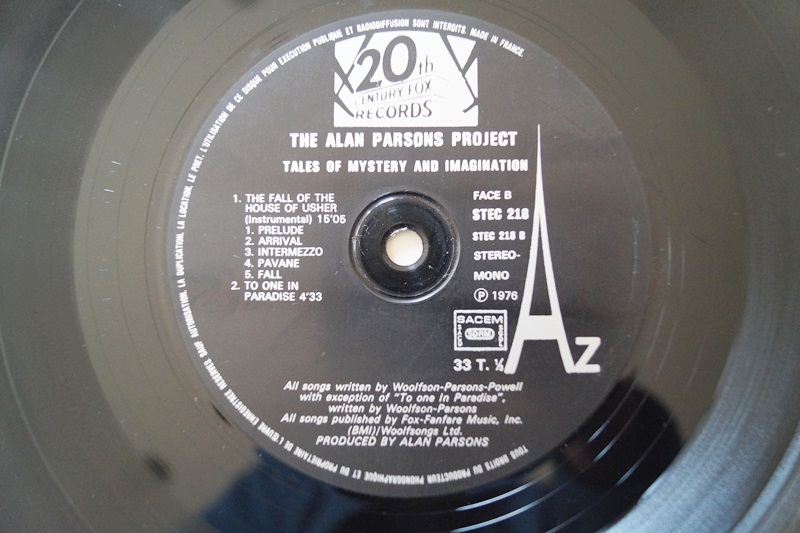 TOUS DROITS DU PRODUCTEUR PHONOGRAPHIQUE ET DU PROPRIETAIRE DE L'ŒUVRE ENREGISTREE RESERVES. SAUF AUTORISATION, LA DUPLICATION, LA LOCATION, LE PRET, L'UTILISATION DE CE DISQUE POUR EXECUTION PUBLIQUE ET RADIODIFFUSION SONT INTERDITS. MADE IN FRANCE.
20th
CENTURY FOX
RECORDS
THE ALAN PARSONS PROJECT
TALES OF MYSTERY AND IMAGINATION
1. THE FALL OF THE
HOUSE OF USHER
(Instrumental) 15'05
1. PRELUDE
2. ARRIVAL
3. INTERMEZZO
4. PAVANE
5. FALL
2. TO ONE IN
PARADISE 4'33
FACE B
STEC 218
STEC 218 B
STEREO-
MONO
Ⓟ 1976
SACEM
SACD
SDRM
SGDL
33 T. ⅓
AZ
All songs written by Woolfson-Parsons-Powell
with exception of "To one In Paradise",
written by Woolfson-Parsons
All songs published by Fox-Fanfare Music, Inc.
(BMI)/Woolfsongs Ltd.
PRODUCED BY ALAN PARSONS